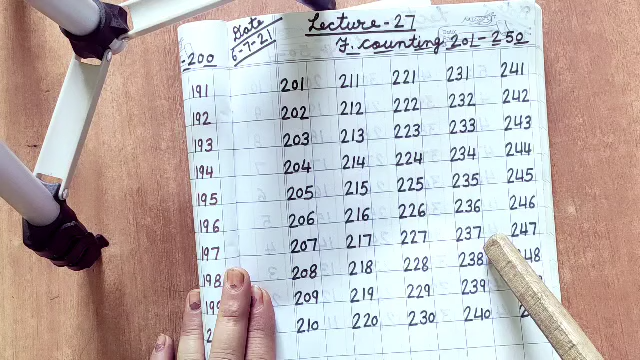 Date
6-7-21
Lecture-27
F. counting 201-250
-200
191 201 211 221 231 241
192 202 212 222 232 242
193 203 213 223 233 243
194 204 214 224 234 244
195 205 215 225 235 245
196 206 216 226 236 246
197 207 217 227 237 247
198 208 218 228 238 248
209 219 229 239
210 220 230 240